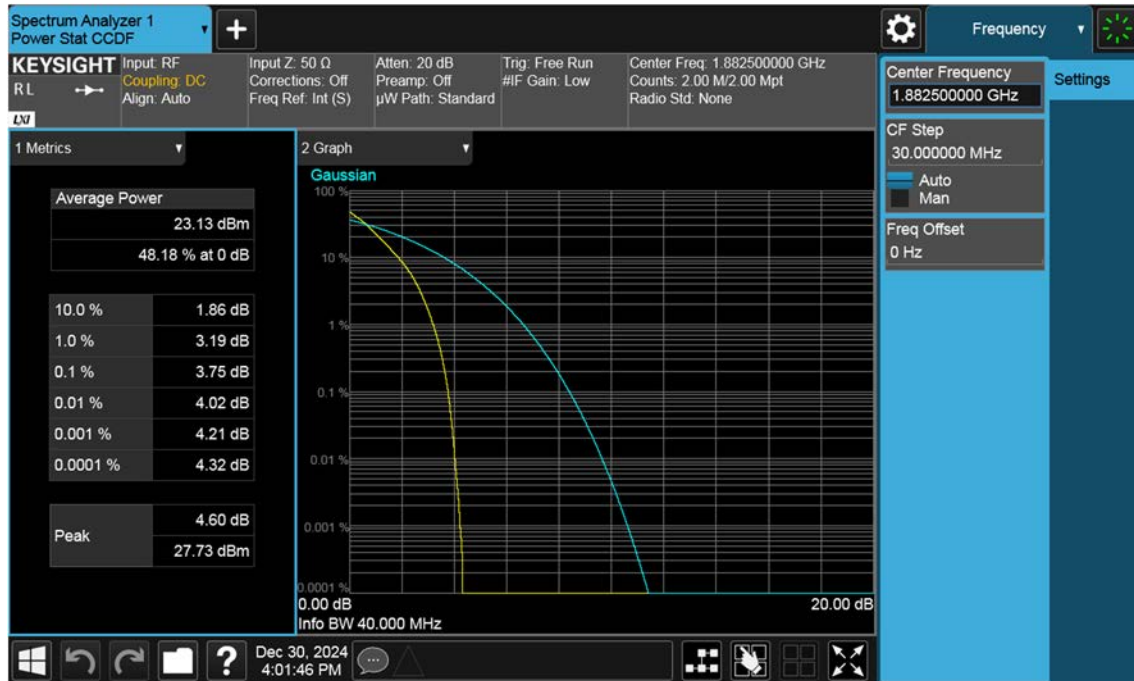 Spectrum Analyzer 1
Power Stat CCDF
Frequency
KEYSIGHT
R L
LXI
Input: RF
Coupling: DC
Align: Auto
Input Z: 50 Ω
Corrections: Off
Freq Ref: Int (S)
Atten: 20 dB
Preamp: Off
µW Path: Standard
Trig: Free Run
#IF Gain: Low
Center Freq: 1.882500000 GHz
Counts: 2.00 M/2.00 Mpt
Radio Std: None
Center Frequency
1.882500000 GHz
Settings
CF Step
30.000000 MHz
Auto
Man
Freq Offset
0 Hz
1 Metrics
Average Power
23.13 dBm
48.18 % at 0 dB
10.0 % 1.86 dB
1.0 % 3.19 dB
0.1 % 3.75 dB
0.01 % 4.02 dB
0.001 % 4.21 dB
0.0001 % 4.32 dB
Peak 4.60 dB
27.73 dBm
2 Graph
Gaussian
100 %
10 %
1 %
0.1 %
0.01 %
0.001 %
0.0001 %
0.00 dB 20.00 dB
Info BW 40.000 MHz
?
Dec 30, 2024
4:01:46 PM